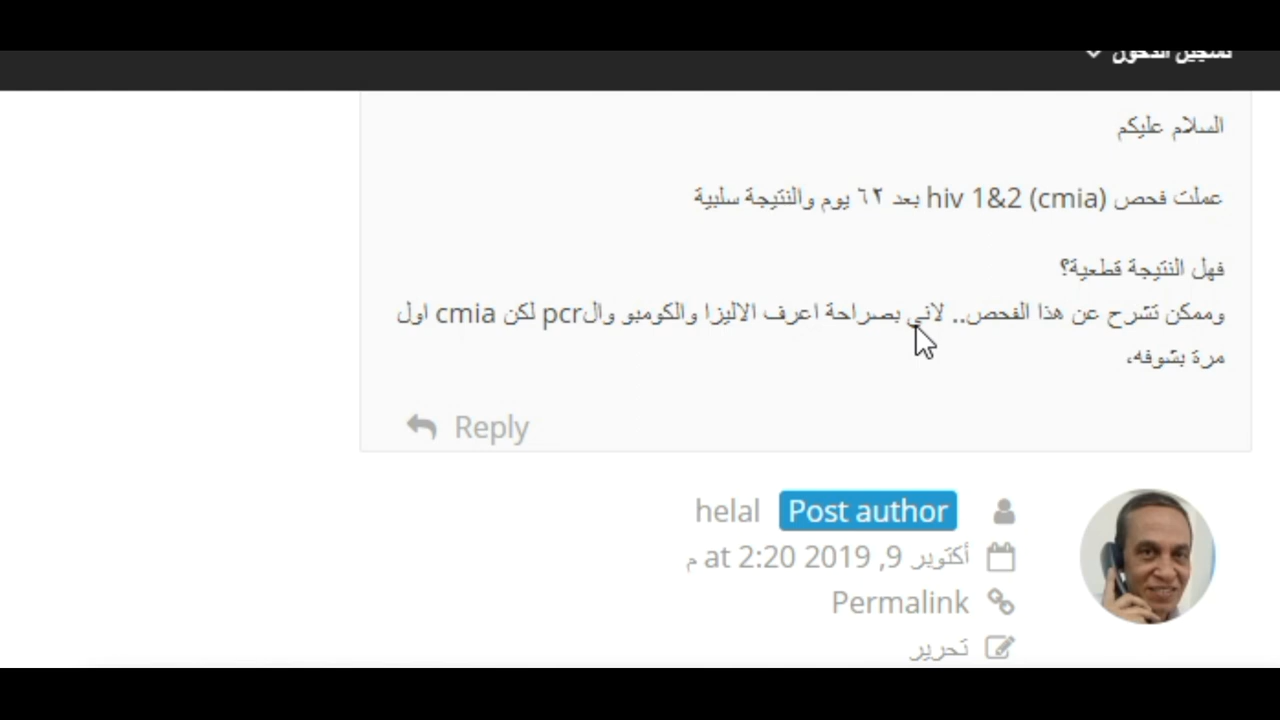 تسجيل الدخول
السلام عليكم
عملت فحص hiv 1&2 (cmia) بعد ٦٢ يوم والنتيجة سلبية
فهل النتيجة قطعية؟
وممكن تشرح عن هذا الفحص.. لاني بصراحة اعرف الاليزا والكومبو والpcr لكن cmia اول
مرة بشوفه،
Reply
helal Post author
أكتوبر 9, 2019 at 2:20 م
Permalink
تحرير